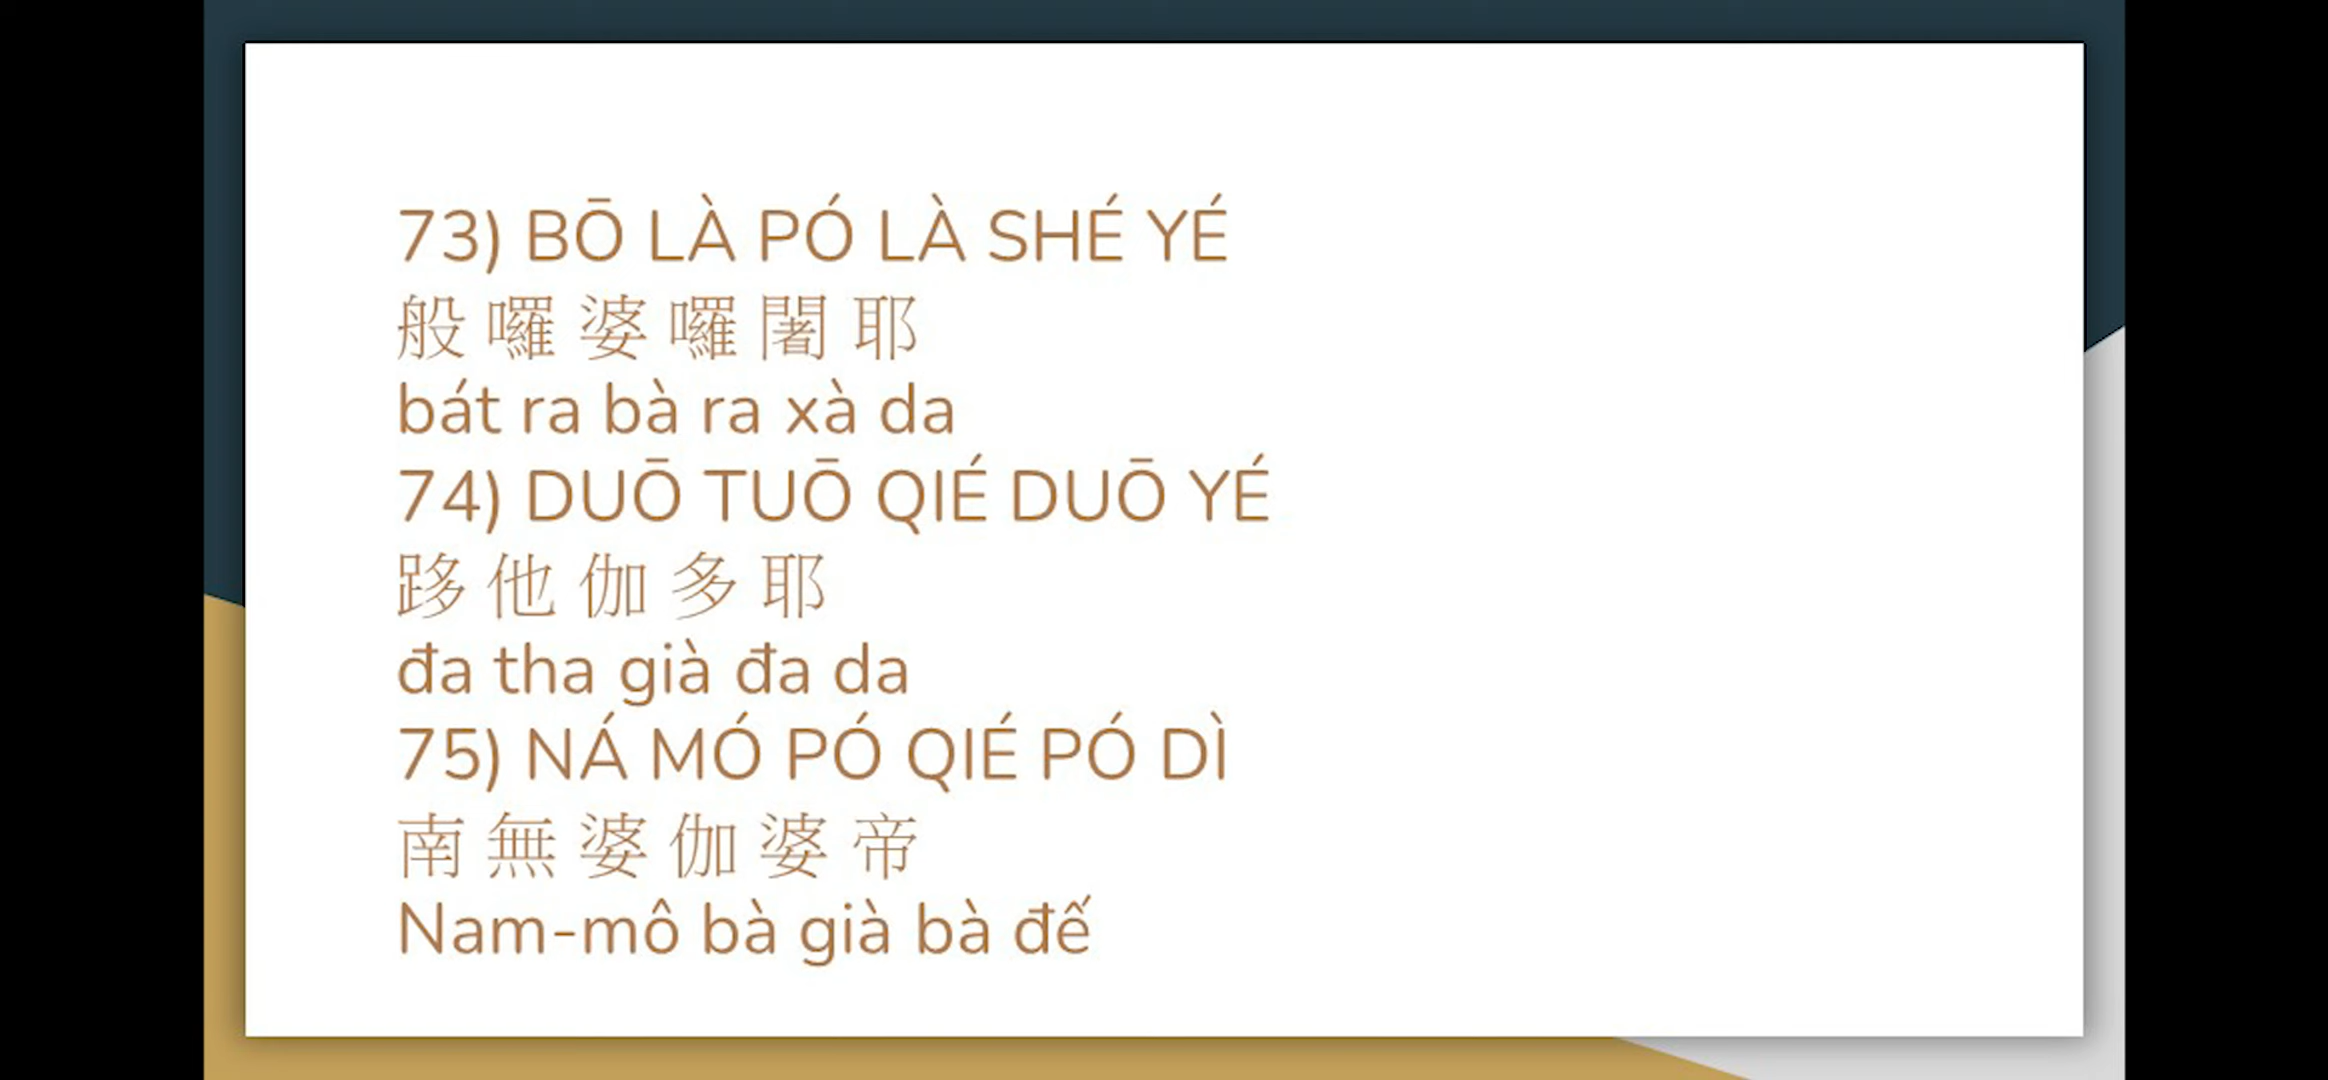 73) BŌ LÀ PÓ LÀ SHÉ YÉ
般 囉 婆 囉 闍 耶
bát ra bà ra xà da
74) DUŌ TUŌ QIÉ DUŌ YÉ
跢 他 伽 多 耶
đa tha già đa da
75) NÁ MÓ PÓ QIÉ PÓ DÌ
南 無 婆 伽 婆 帝
Nam-mô bà già bà đế